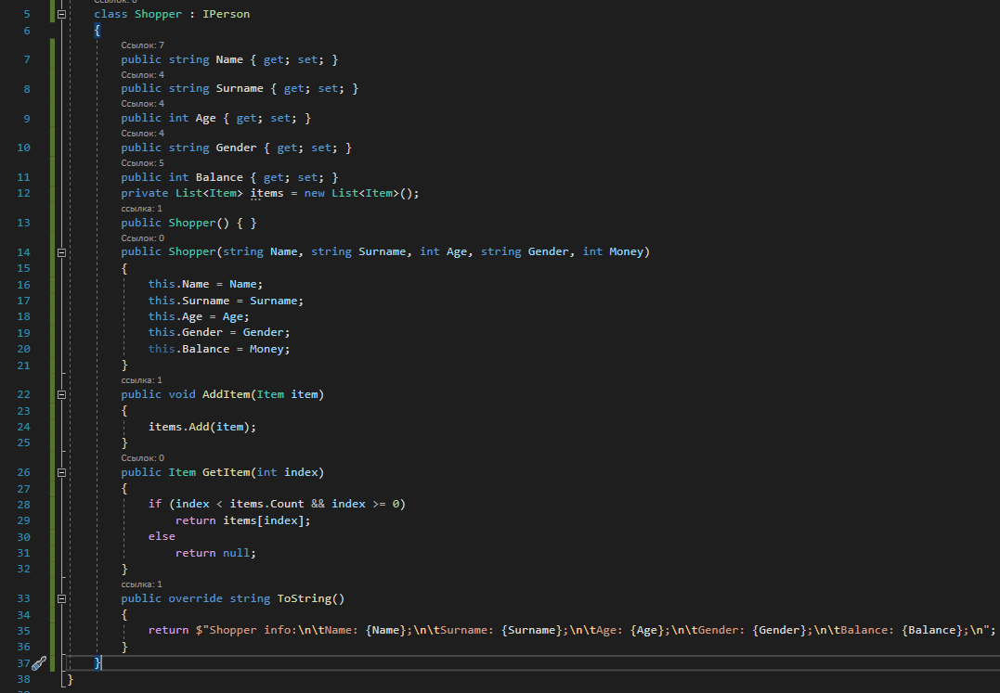 Ссылок: 6
5 class Shopper : IPerson
6 {
Ссылок: 7
7 public string Name { get; set; }
Ссылок: 4
8 public string Surname { get; set; }
Ссылок: 4
9 public int Age { get; set; }
Ссылок: 4
10 public string Gender { get; set; }
Ссылок: 5
11 public int Balance { get; set; }
12 private List<Item> items = new List<Item>();
ссылка: 1
13 public Shopper() { }
Ссылок: 0
14 public Shopper(string Name, string Surname, int Age, string Gender, int Money)
15 {
16 this.Name = Name;
17 this.Surname = Surname;
18 this.Age = Age;
19 this.Gender = Gender;
20 this.Balance = Money;
21 }
ссылка: 1
22 public void AddItem(Item item)
23 {
24 items.Add(item);
25 }
Ссылок: 0
26 public Item GetItem(int index)
27 {
28 if (index < items.Count && index >= 0)
29 return items[index];
30 else
31 return null;
32 }
ссылка: 1
33 public override string ToString()
34 {
35 return $"Shopper info:\n\tName: {Name};\n\tSurname: {Surname};\n\tAge: {Age};\n\tGender: {Gender};\n\tBalance: {Balance};\n";
36 }
37 }
38 }